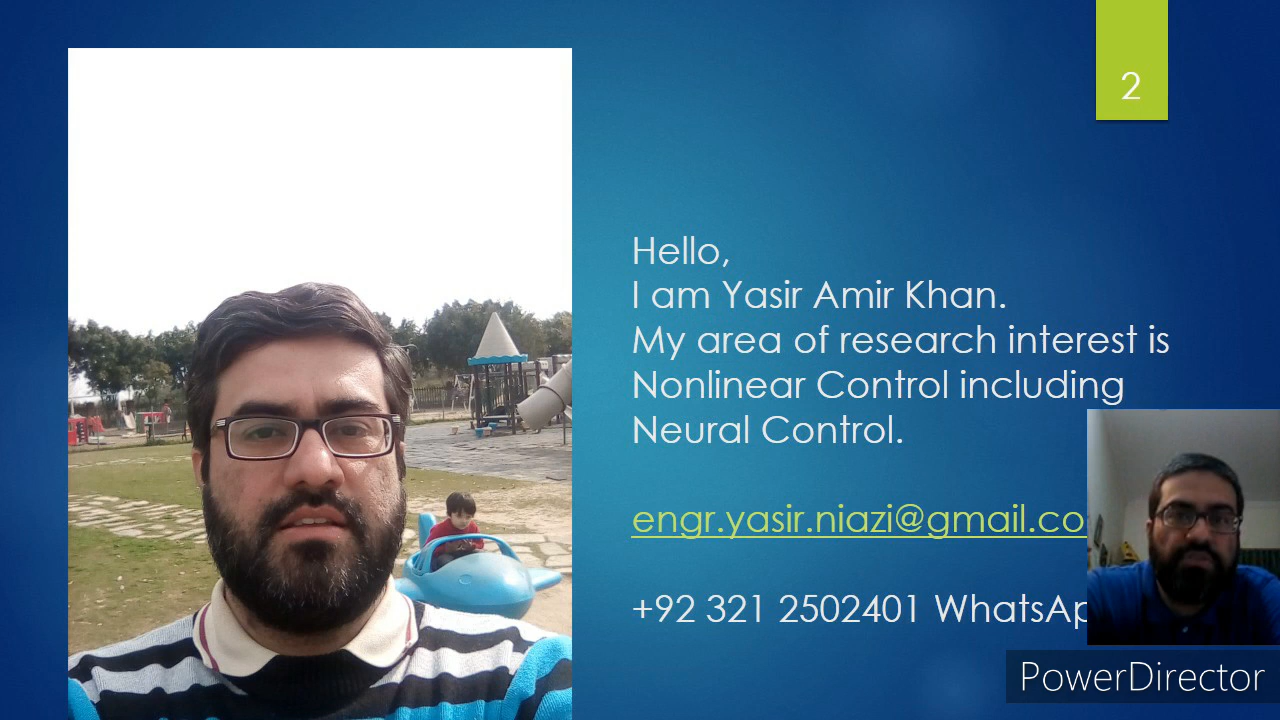 2
Hello,
I am Yasir Amir Khan.
My area of research interest is
Nonlinear Control including
Neural Control.
engr.yasir.niazi@gmail.co
+92 321 2502401 WhatsAp
PowerDirector